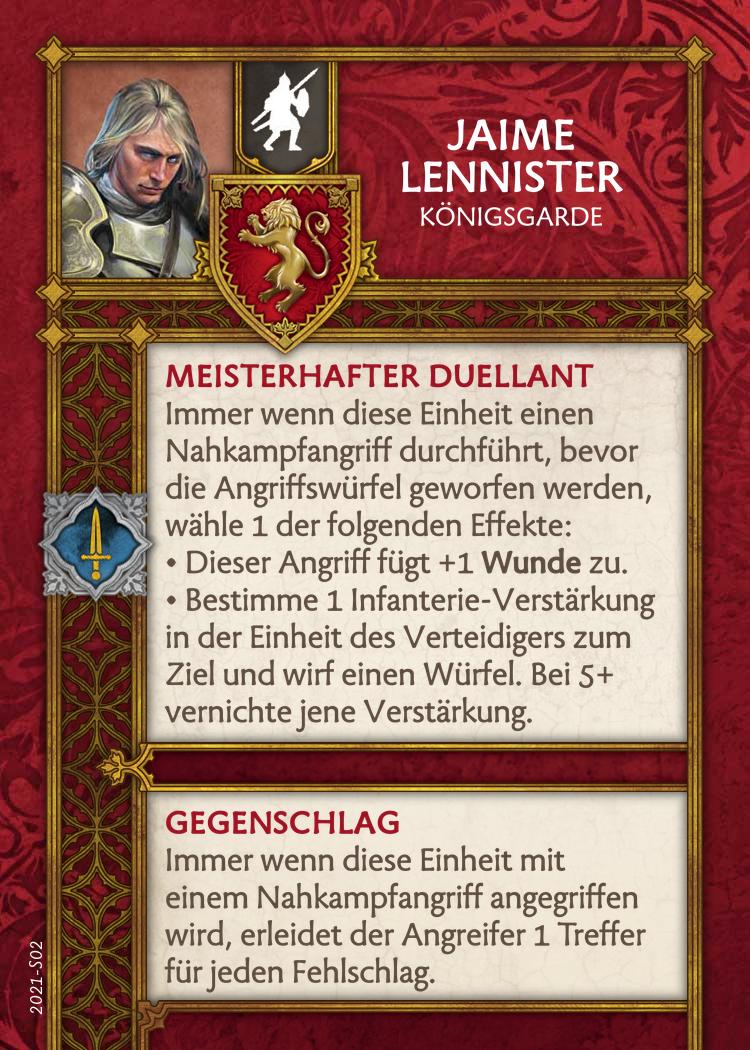 JAIME
LENNISTER
KÖNIGSGARDE
MEISTERHAFTER DUELLANT
Immer wenn diese Einheit einen
Nahkampfangriff durchführt, bevor
die Angriffswürfel geworfen werden,
wähle 1 der folgenden Effekte:
• Dieser Angriff fügt +1 Wunde zu.
• Bestimme 1 Infanterie-Verstärkung
in der Einheit des Verteidigers zum
Ziel und wirf einen Würfel. Bei 5+
vernichte jene Verstärkung.
GEGENSCHLAG
Immer wenn diese Einheit mit
einem Nahkampfangriff angegriffen
wird, erleidet der Angreifer 1 Treffer
für jeden Fehlschlag.
2021-S02